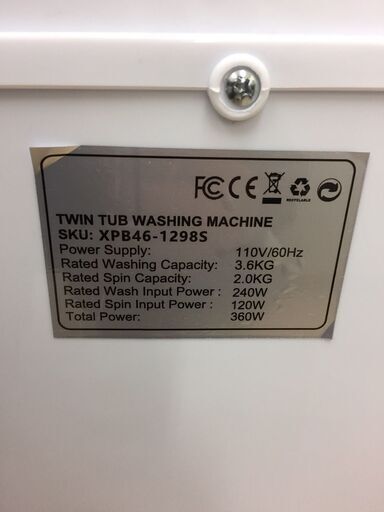 FC CE
RECYCLABLE
TWIN TUB WASHING MACHINE
SKU: XPB46-1298S
Power Supply: 110V/60Hz
Rated Washing Capacity: 3.6KG
Rated Spin Capacity: 2.0KG
Rated Wash Input Power : 240W
Rated Spin Input Power : 120W
Total Power: 360W